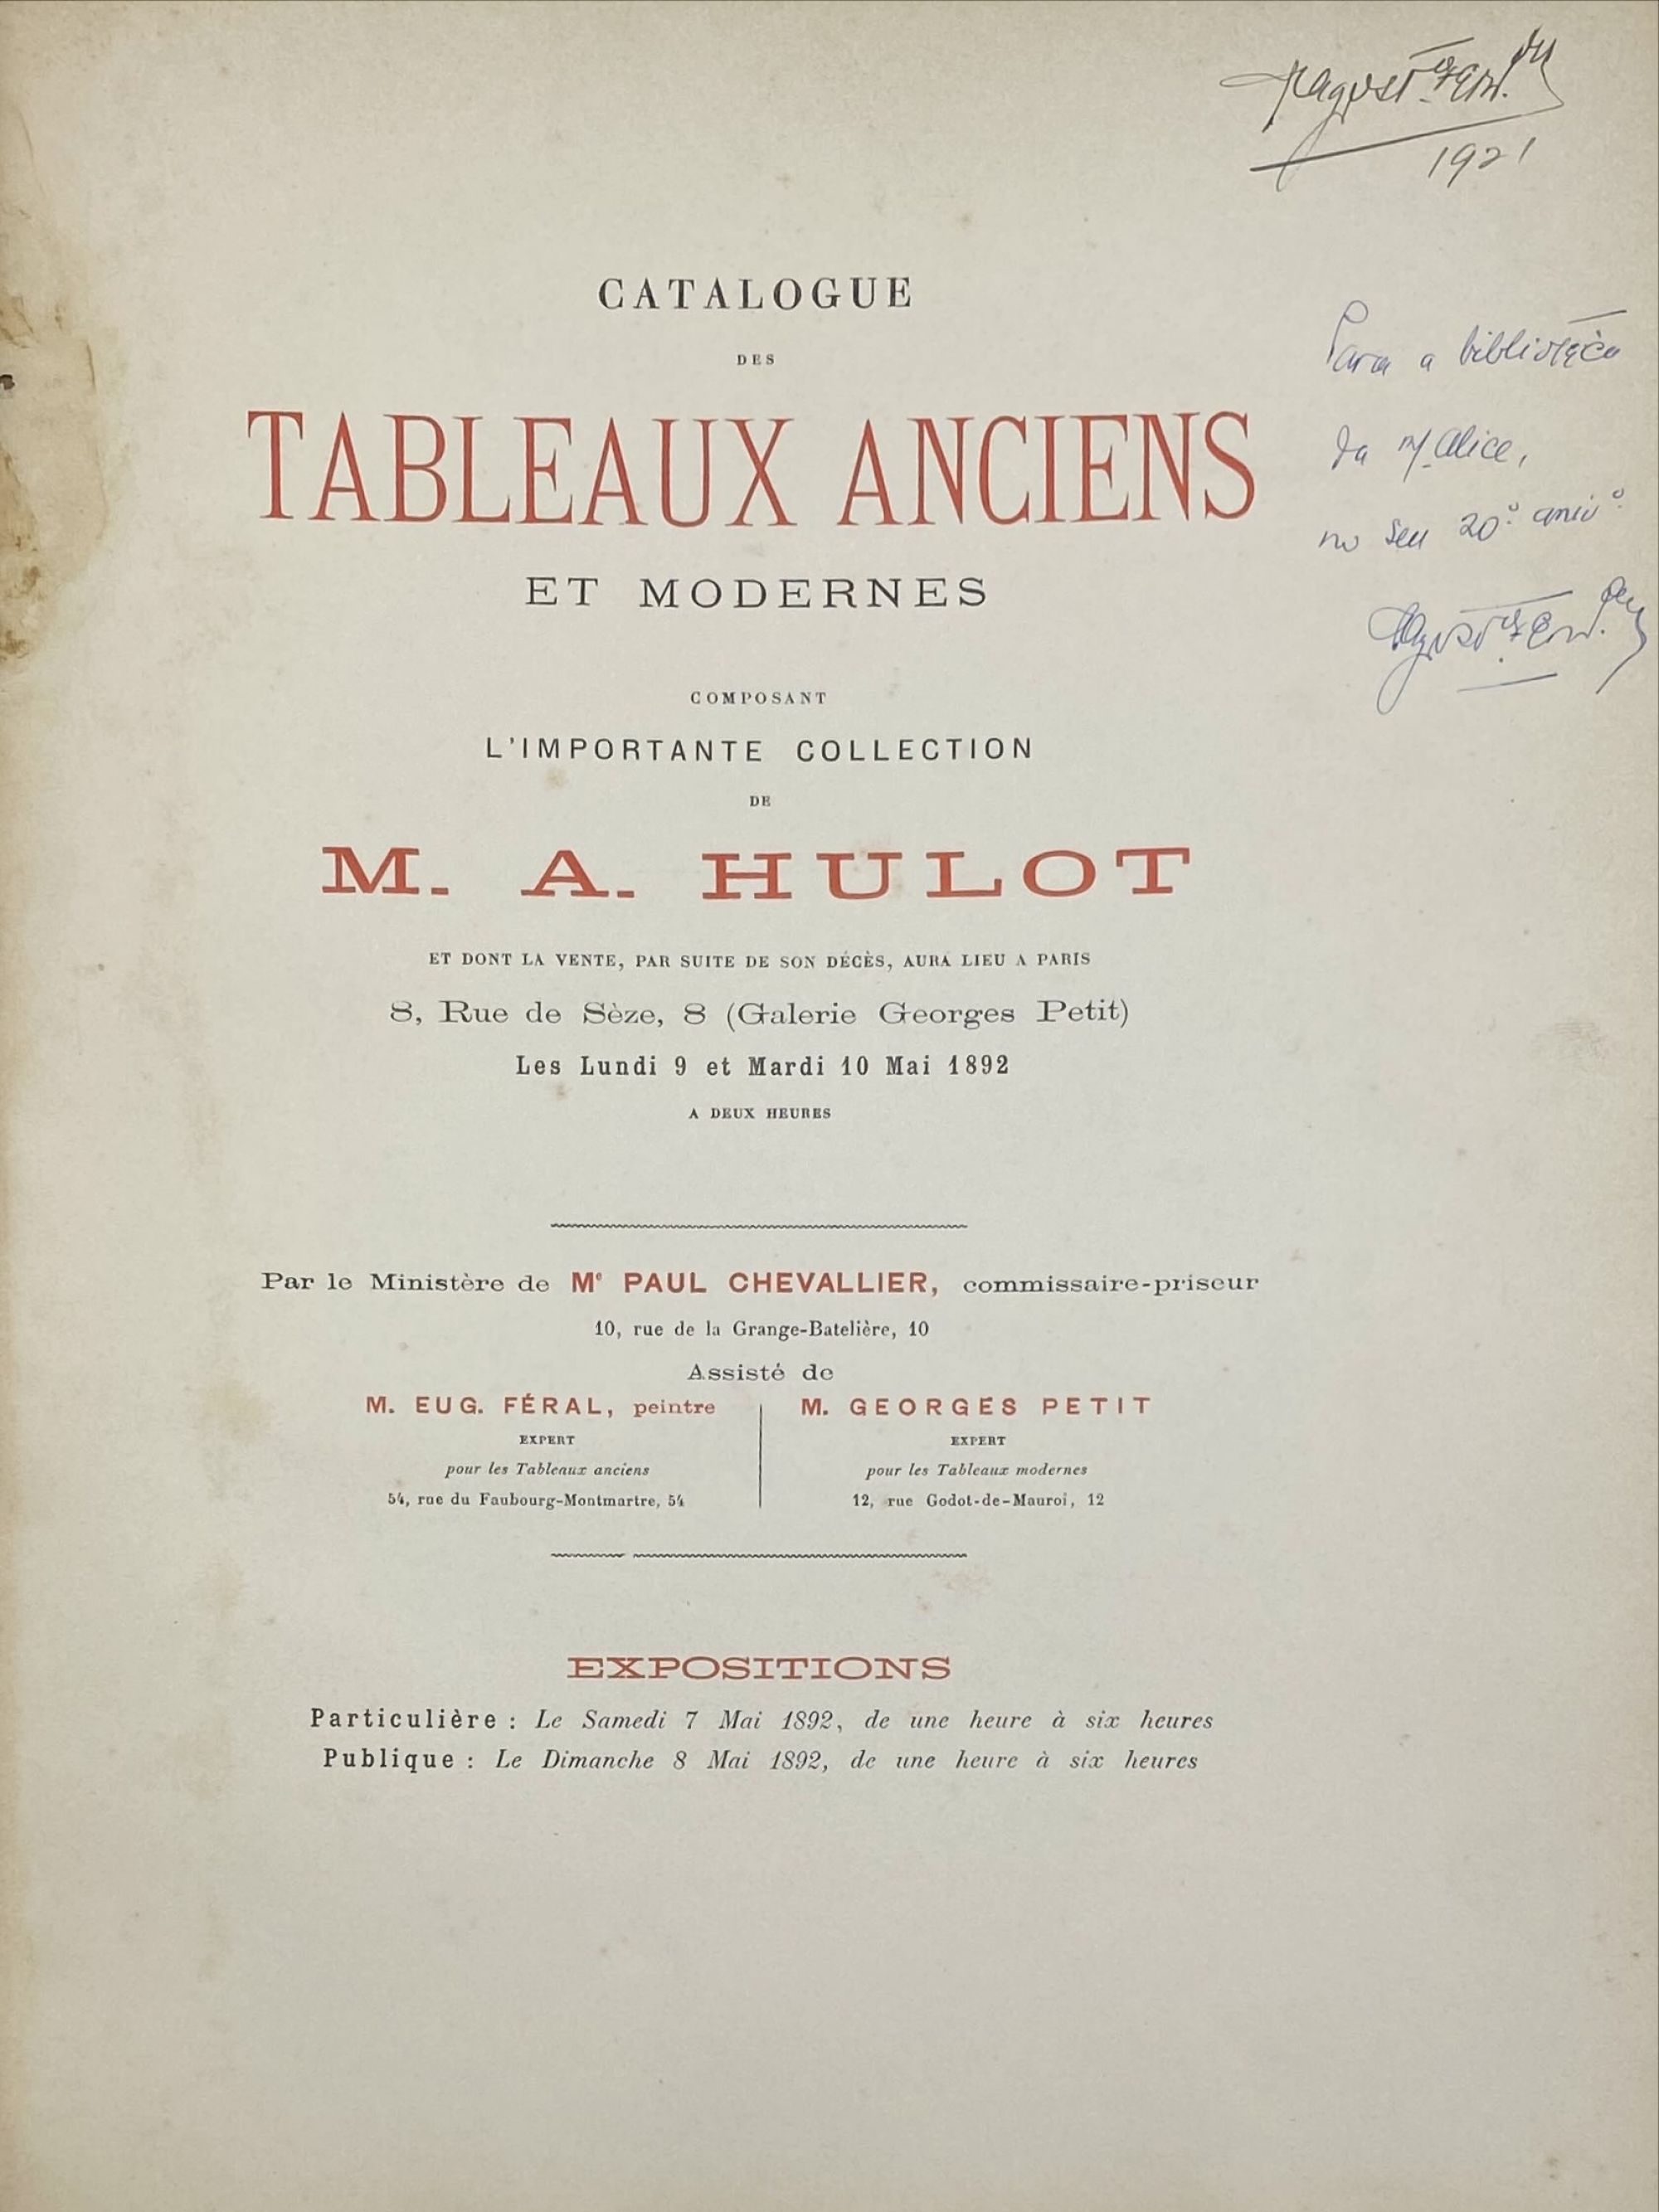 1921
CATALOGUE
DES
TABLEAUX ANCIENS
ET MODERNES
COMPOSANT
L'IMPORTANTE COLLECTION
DE
M. A. HULOT
ET DONT LA VENTE, PAR SUITE DE SON DÉCÈS, AURA LIEU A PARIS
8, Rue de Sèze, 8 (Galerie Georges Petit)
Les Lundi 9 et Mardi 10 Mai 1892
A DEUX HEURES
Par le Ministère de Me PAUL CHEVALLIER, commissaire-priseur
10, rue de la Grange-Batelière, 10
Assisté de
M. EUG. FÉRAL, peintre
EXPERT
pour les Tableaux anciens
54, rue du Faubourg-Montmartre, 54
M. GEORGES PETIT
EXPERT
pour les Tableaux modernes
12, rue Godot-de-Mauroi, 12
EXPOSITIONS
Particulière : Le Samedi 7 Mai 1892, de une heure à six heures
Publique : Le Dimanche 8 Mai 1892, de une heure à six heures
Para a biblioteca
da Mª Alice,
no seu 20º anivº